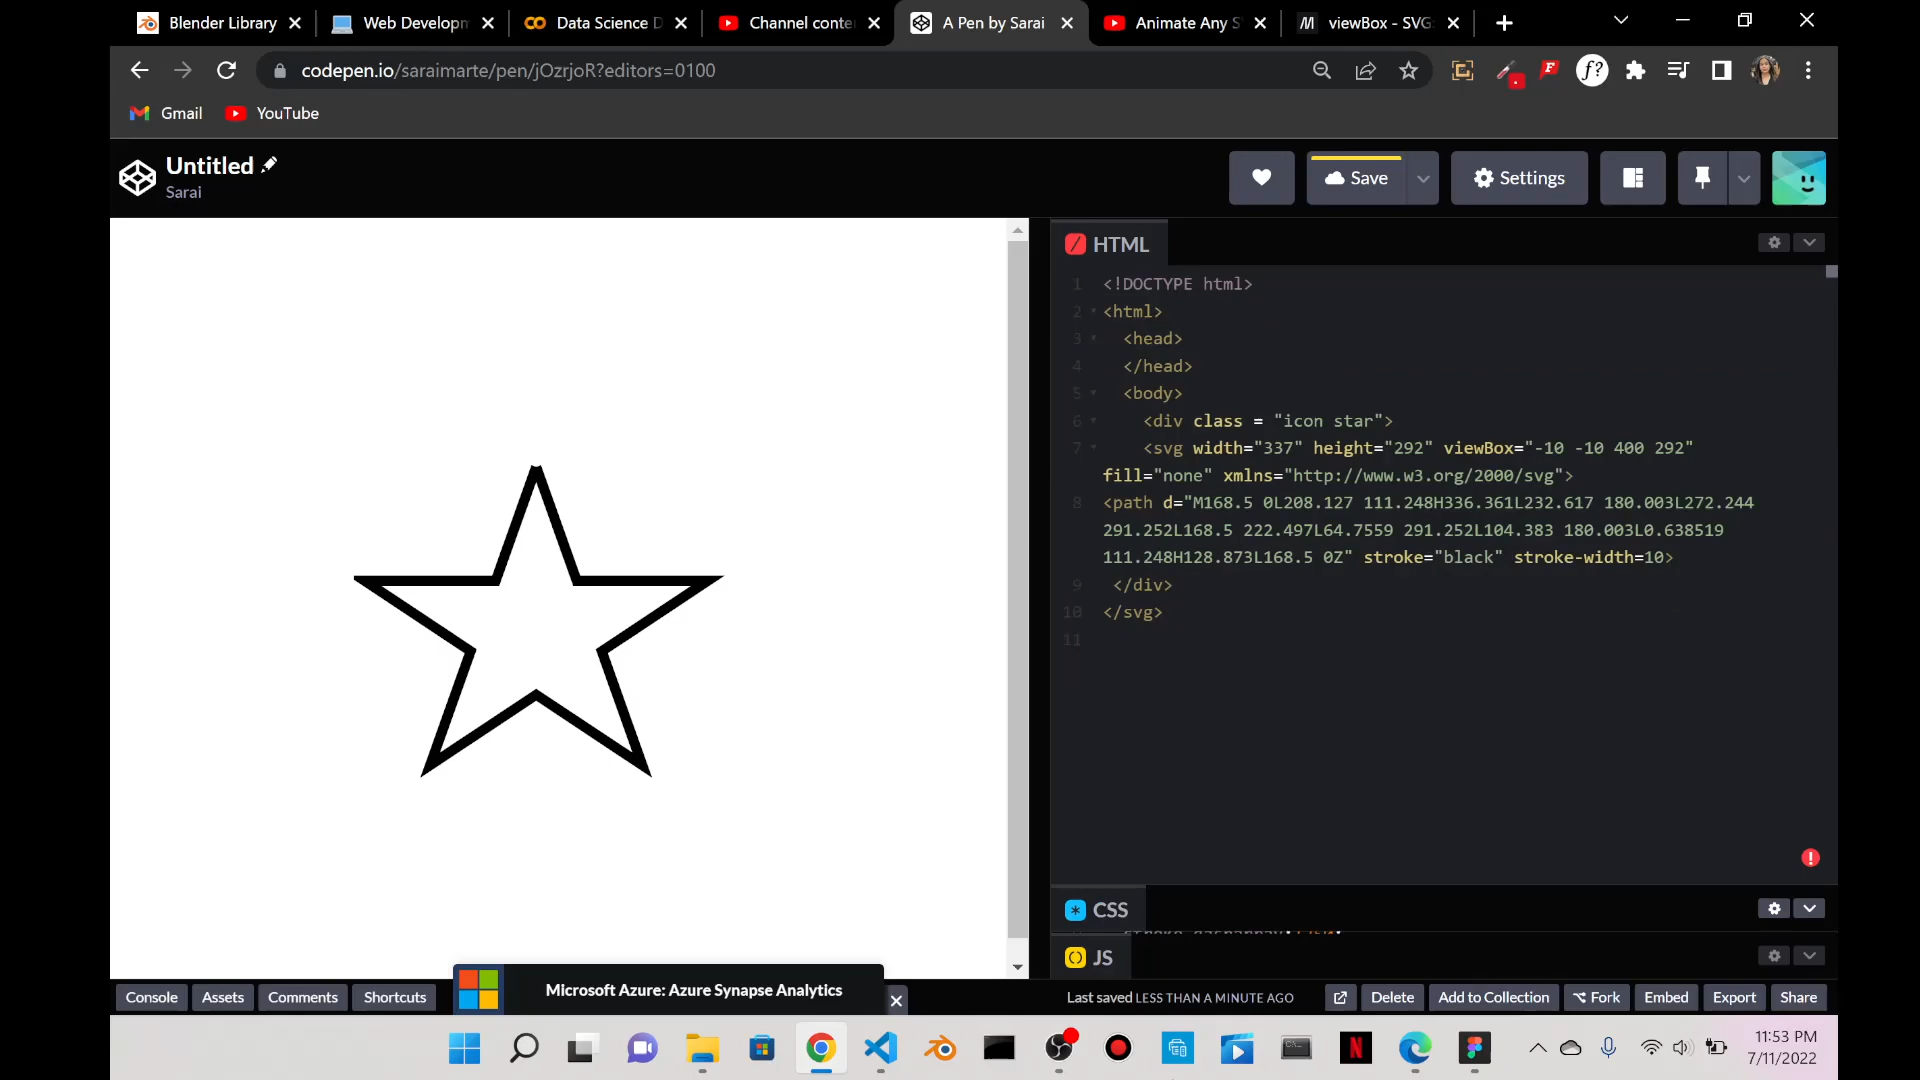 Blender Library
Web Developm
Data Science D
Channel conte
A Pen by Sarai
Animate Any S
viewBox - SVG
codepen.io/saraimarte/pen/jOzrjoR?editors=0100
Gmail
YouTube
Untitled
Sarai
Save
Settings
HTML
1 <!DOCTYPE html>
2 <html>
3 <head>
4 </head>
5 <body>
6 <div class = "icon star">
7 <svg width="337" height="292" viewBox="-10 -10 400 292"
fill="none" xmlns="http://www.w3.org/2000/svg">
8 <path d="M168.5 0L208.127 111.248H336.361L232.617 180.003L272.244
291.252L168.5 222.497L64.7559 291.252L104.383 180.003L0.638519
111.248H128.873L168.5 0Z" stroke="black" stroke-width=10>
9 </div>
10 </svg>
11
CSS
JS
Console
Assets
Comments
Shortcuts
Microsoft Azure: Azure Synapse Analytics
Last saved LESS THAN A MINUTE AGO
Delete
Add to Collection
Fork
Embed
Export
Share
11:53 PM
7/11/2022